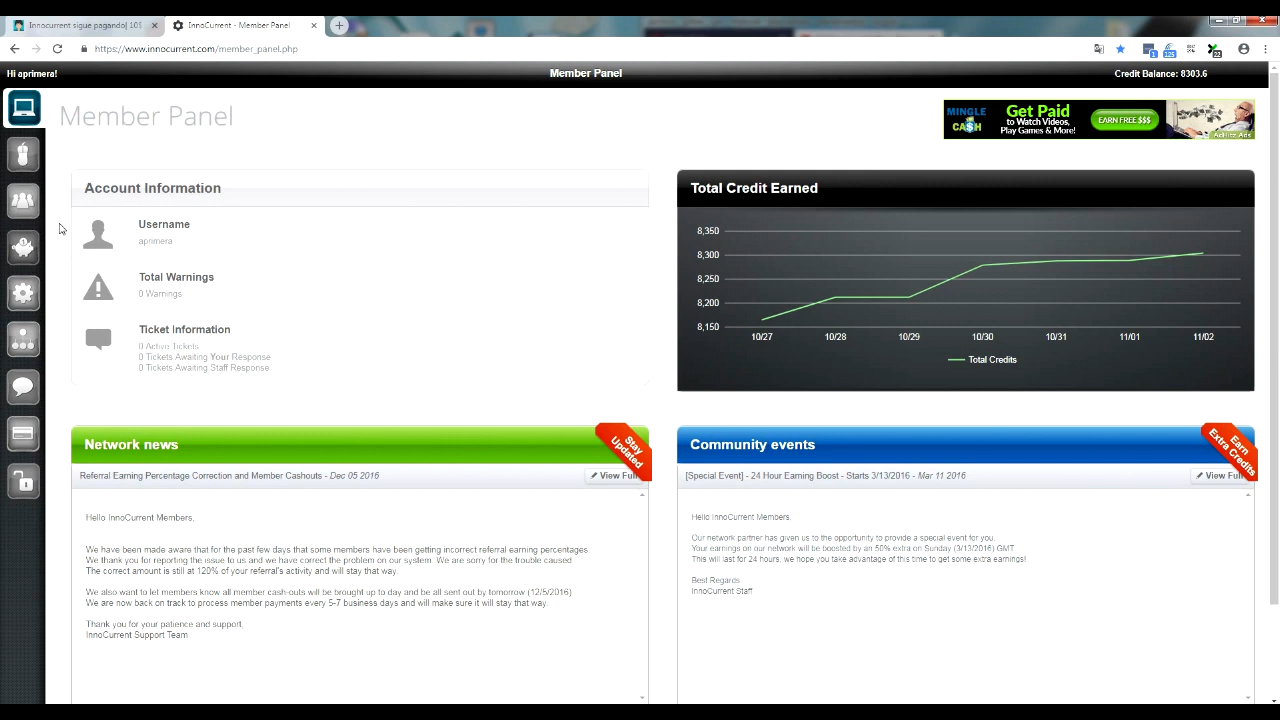 Innocurrent sigue pagando| 10$
InnoCurrent - Member Panel
https://www.innocurrent.com/member_panel.php
Hi aprimera!
Member Panel
Credit Balance: 8303.6
Member Panel
MINGLE CASH
Get Paid
to Watch Videos,
Play Games & More!
EARN FREE $$$
AdHitz Ads
Account Information
Username
aprimera
Total Warnings
0 Warnings
Ticket Information
0 Active Tickets
0 Tickets Awaiting Your Response
0 Tickets Awaiting Staff Response
Total Credit Earned
8,350
8,300
8,250
8,200
8,150
10/27 10/28 10/29 10/30 10/31 11/01 11/02
Total Credits
Network news
Stay
Updated
Referral Earning Percentage Correction and Member Cashouts - Dec 05 2016
View Full
Hello InnoCurrent Members,
We have been made aware that for the past few days that some members have been getting incorrect referral earning percentages.
We thank you for reporting the issue to us and we have correct the problem on our system. We are sorry for the trouble caused
The correct amount is still at 120% of your referral's activity and will stay that way.
We also want to let members know all member cash-outs will be brought up to day and be all sent out by tomorrow (12/5/2016)
We are now back on track to process member payments every 5-7 business days and will make sure it will stay that way.
Thank you for your patience and support,
InnoCurrent Support Team
Community events
Earn
Extra Credits
[Special Event] - 24 Hour Earning Boost - Starts 3/13/2016 - Mar 11 2016
View Full
Hello InnoCurrent Members.
Our network partner has given us to the opportunity to provide a special event for you.
Your earnings on our network will be boosted by an 50% extra on Sunday (3/13/2016) GMT.
This will last for 24 hours, we hope you take advantage of this time to get some extra earnings!
Best Regards
InnoCurrent Staff